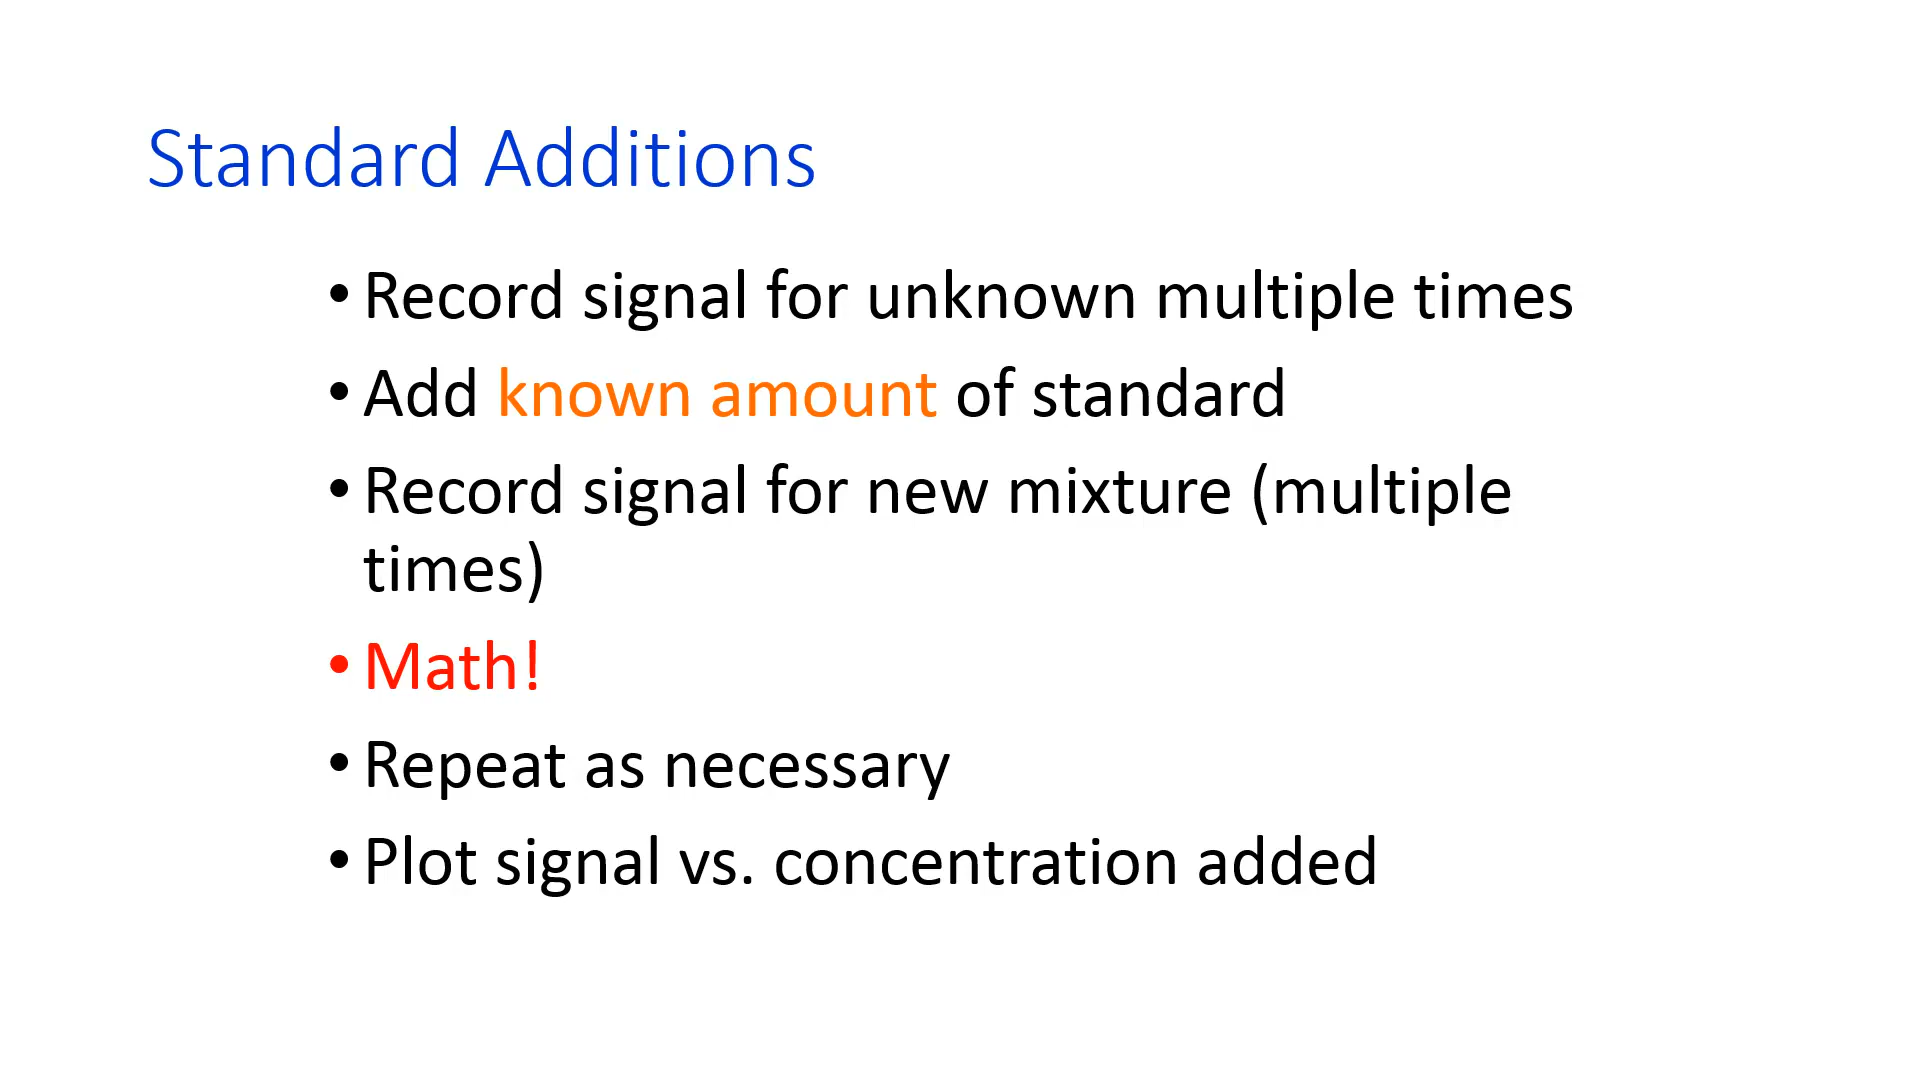 Standard Additions
• Record signal for unknown multiple times
• Add known amount of standard
• Record signal for new mixture (multiple
times)
• Math!
• Repeat as necessary
• Plot signal vs. concentration added